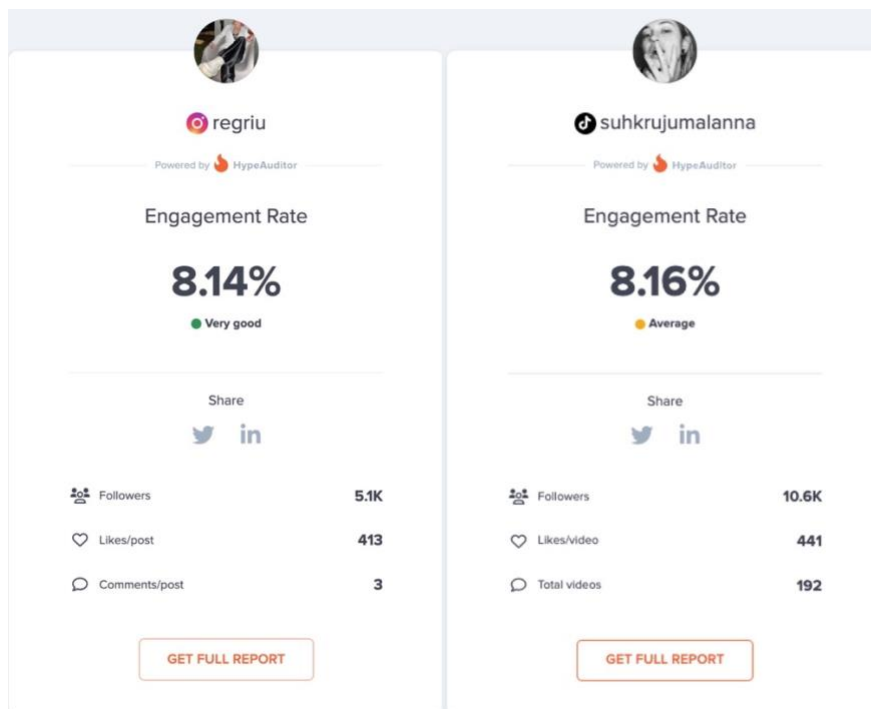 regriu
Powered by HypeAuditor
Engagement Rate
8.14%
Very good
Share
in
Followers 5.1K
Likes/post 413
Comments/post 3
GET FULL REPORT
suhkrujumalanna
Powered by HypeAuditor
Engagement Rate
8.16%
Average
Share
in
Followers 10.6K
Likes/video 441
Total videos 192
GET FULL REPORT